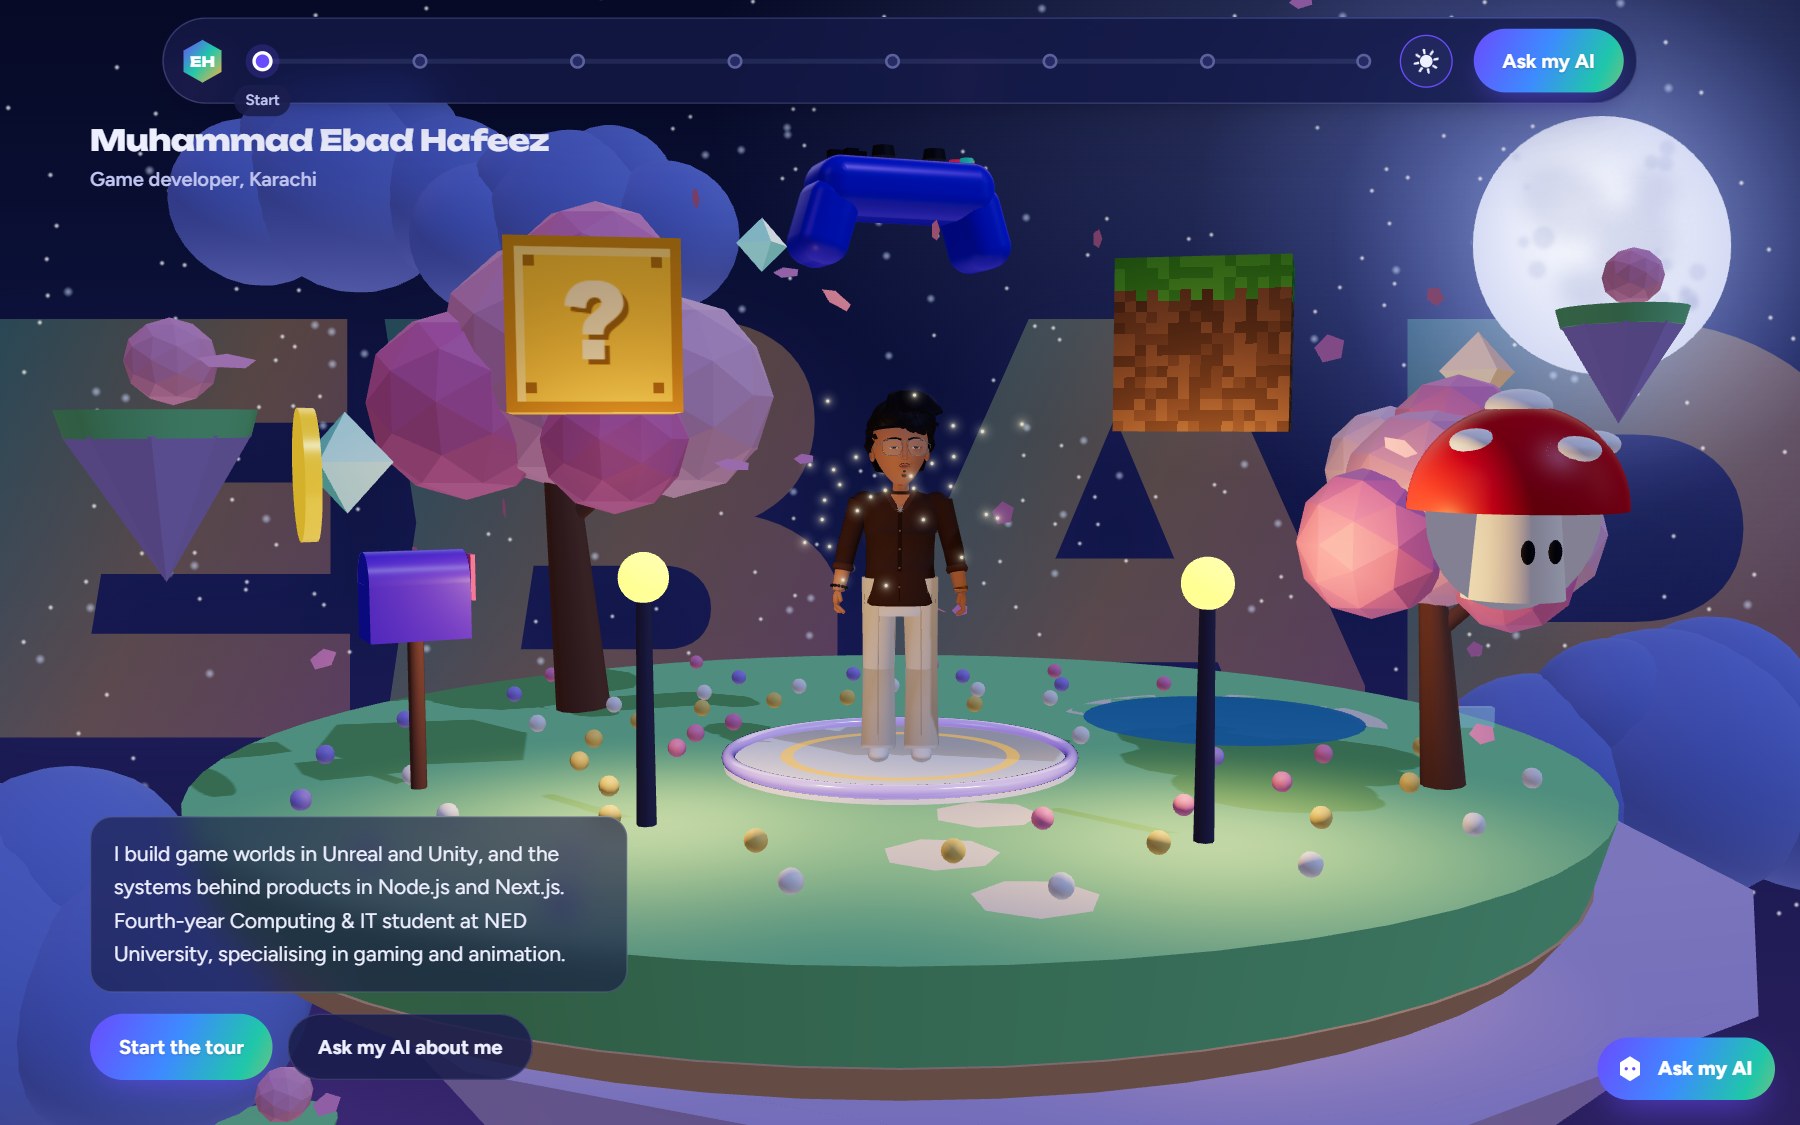 EH
Start
Ask my AI
Muhammad Ebad Hafeez
Game developer, Karachi
?
EBAD
I build game worlds in Unreal and Unity, and the
systems behind products in Node.js and Next.js.
Fourth-year Computing & IT student at NED
University, specialising in gaming and animation.
Start the tour
Ask my AI about me
Ask my AI